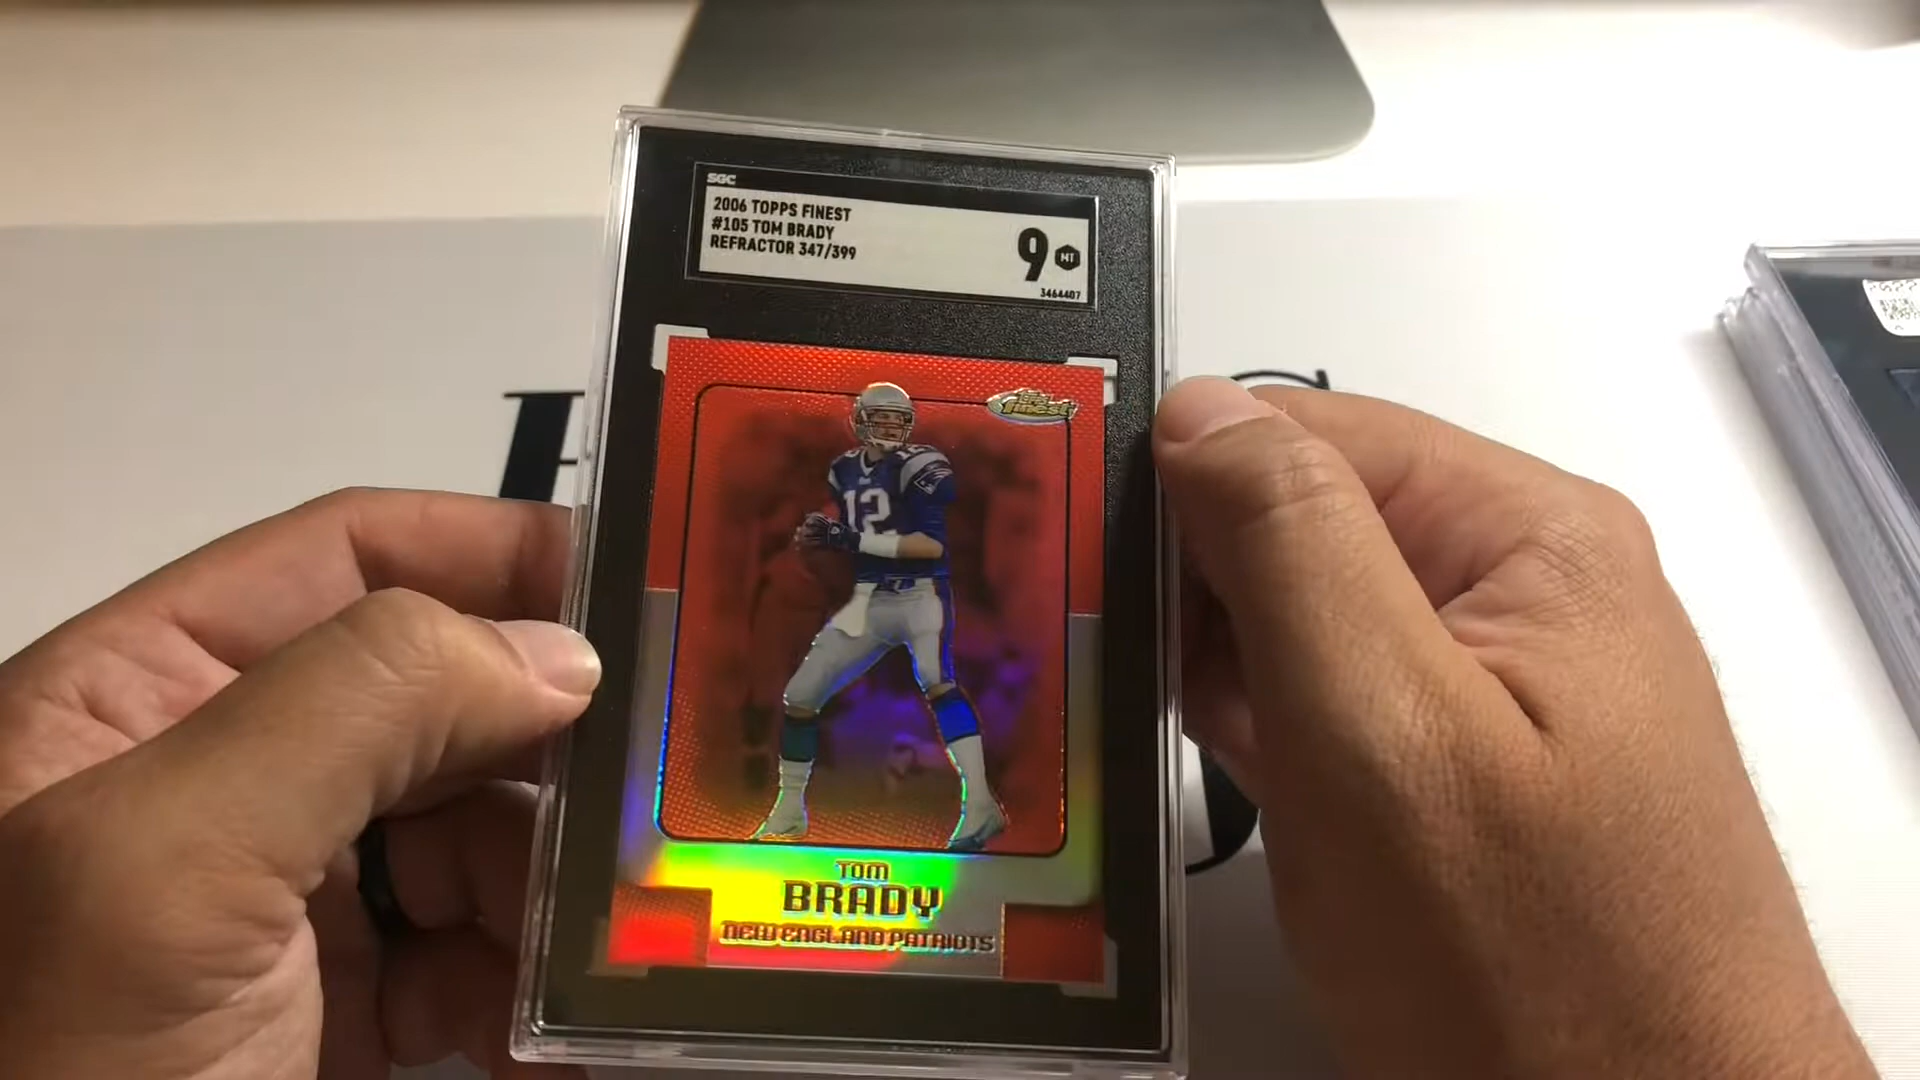 SGC
2006 TOPPS FINEST
#105 TOM BRADY
REFRACTOR 347/399
9 MT
3464407
Finest
12
12
TOM
BRADY
NEW ENGLAND PATRIOTS